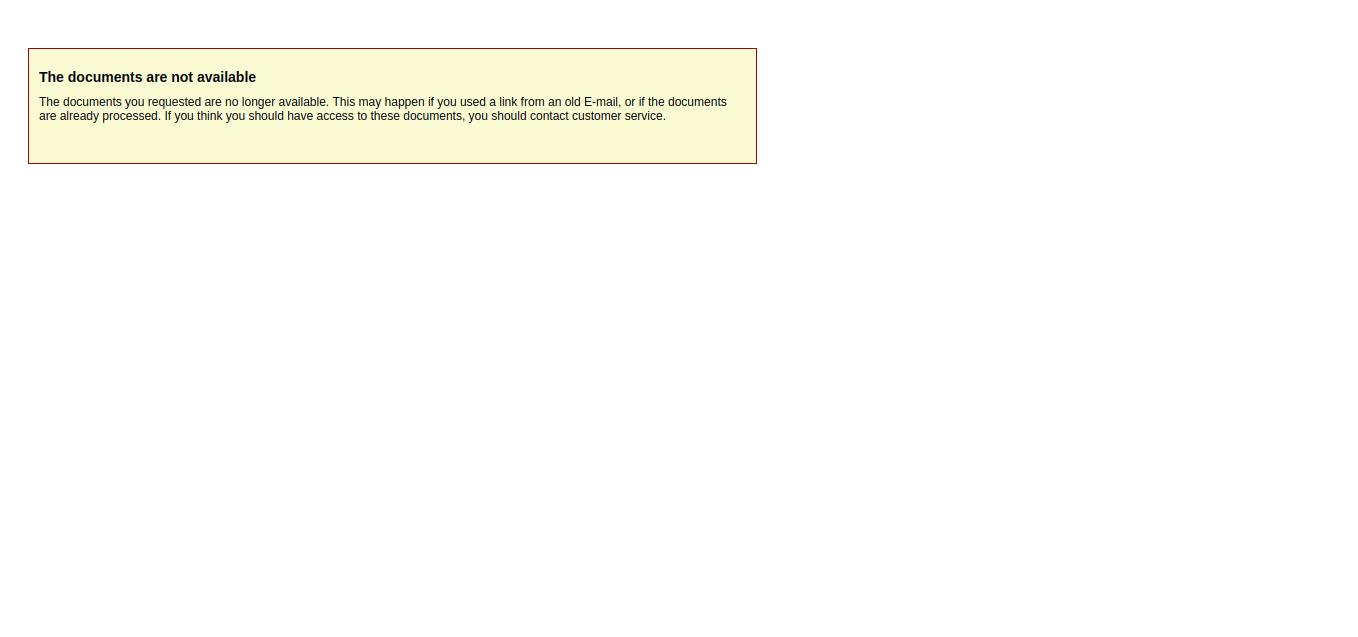 The documents are not available
The documents you requested are no longer available. This may happen if you used a link from an old E-mail, or if the documents
are already processed. If you think you should have access to these documents, you should contact customer service.